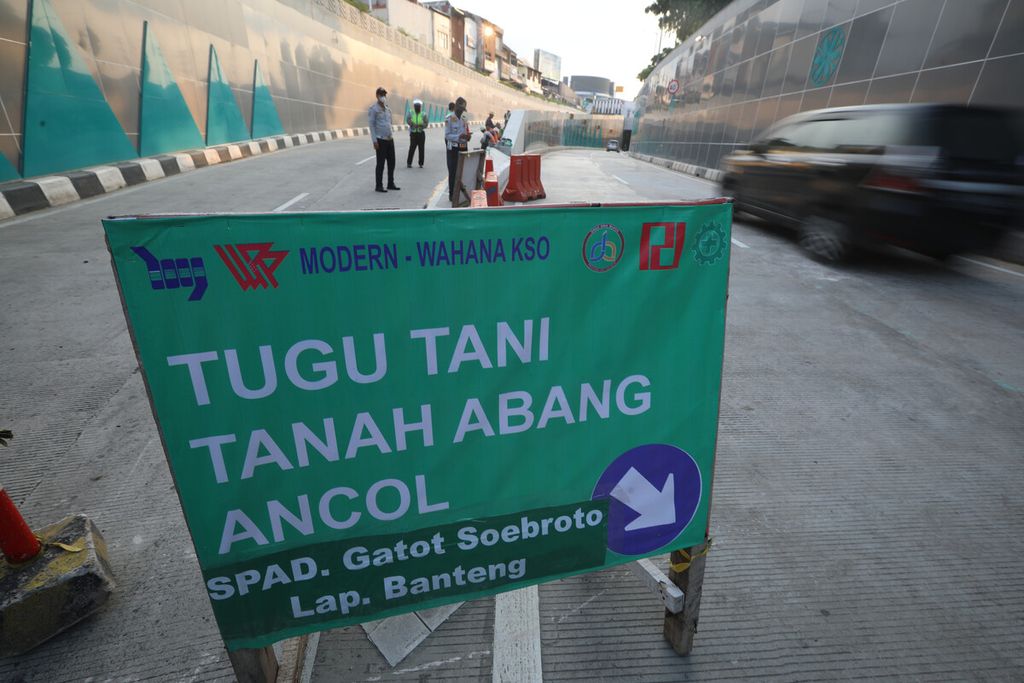 MODERN - WAHANA KSO
TUGU TANI
TANAH ABANG
ANCOL
SPAD. Gatot Soebroto
Lap. Banteng